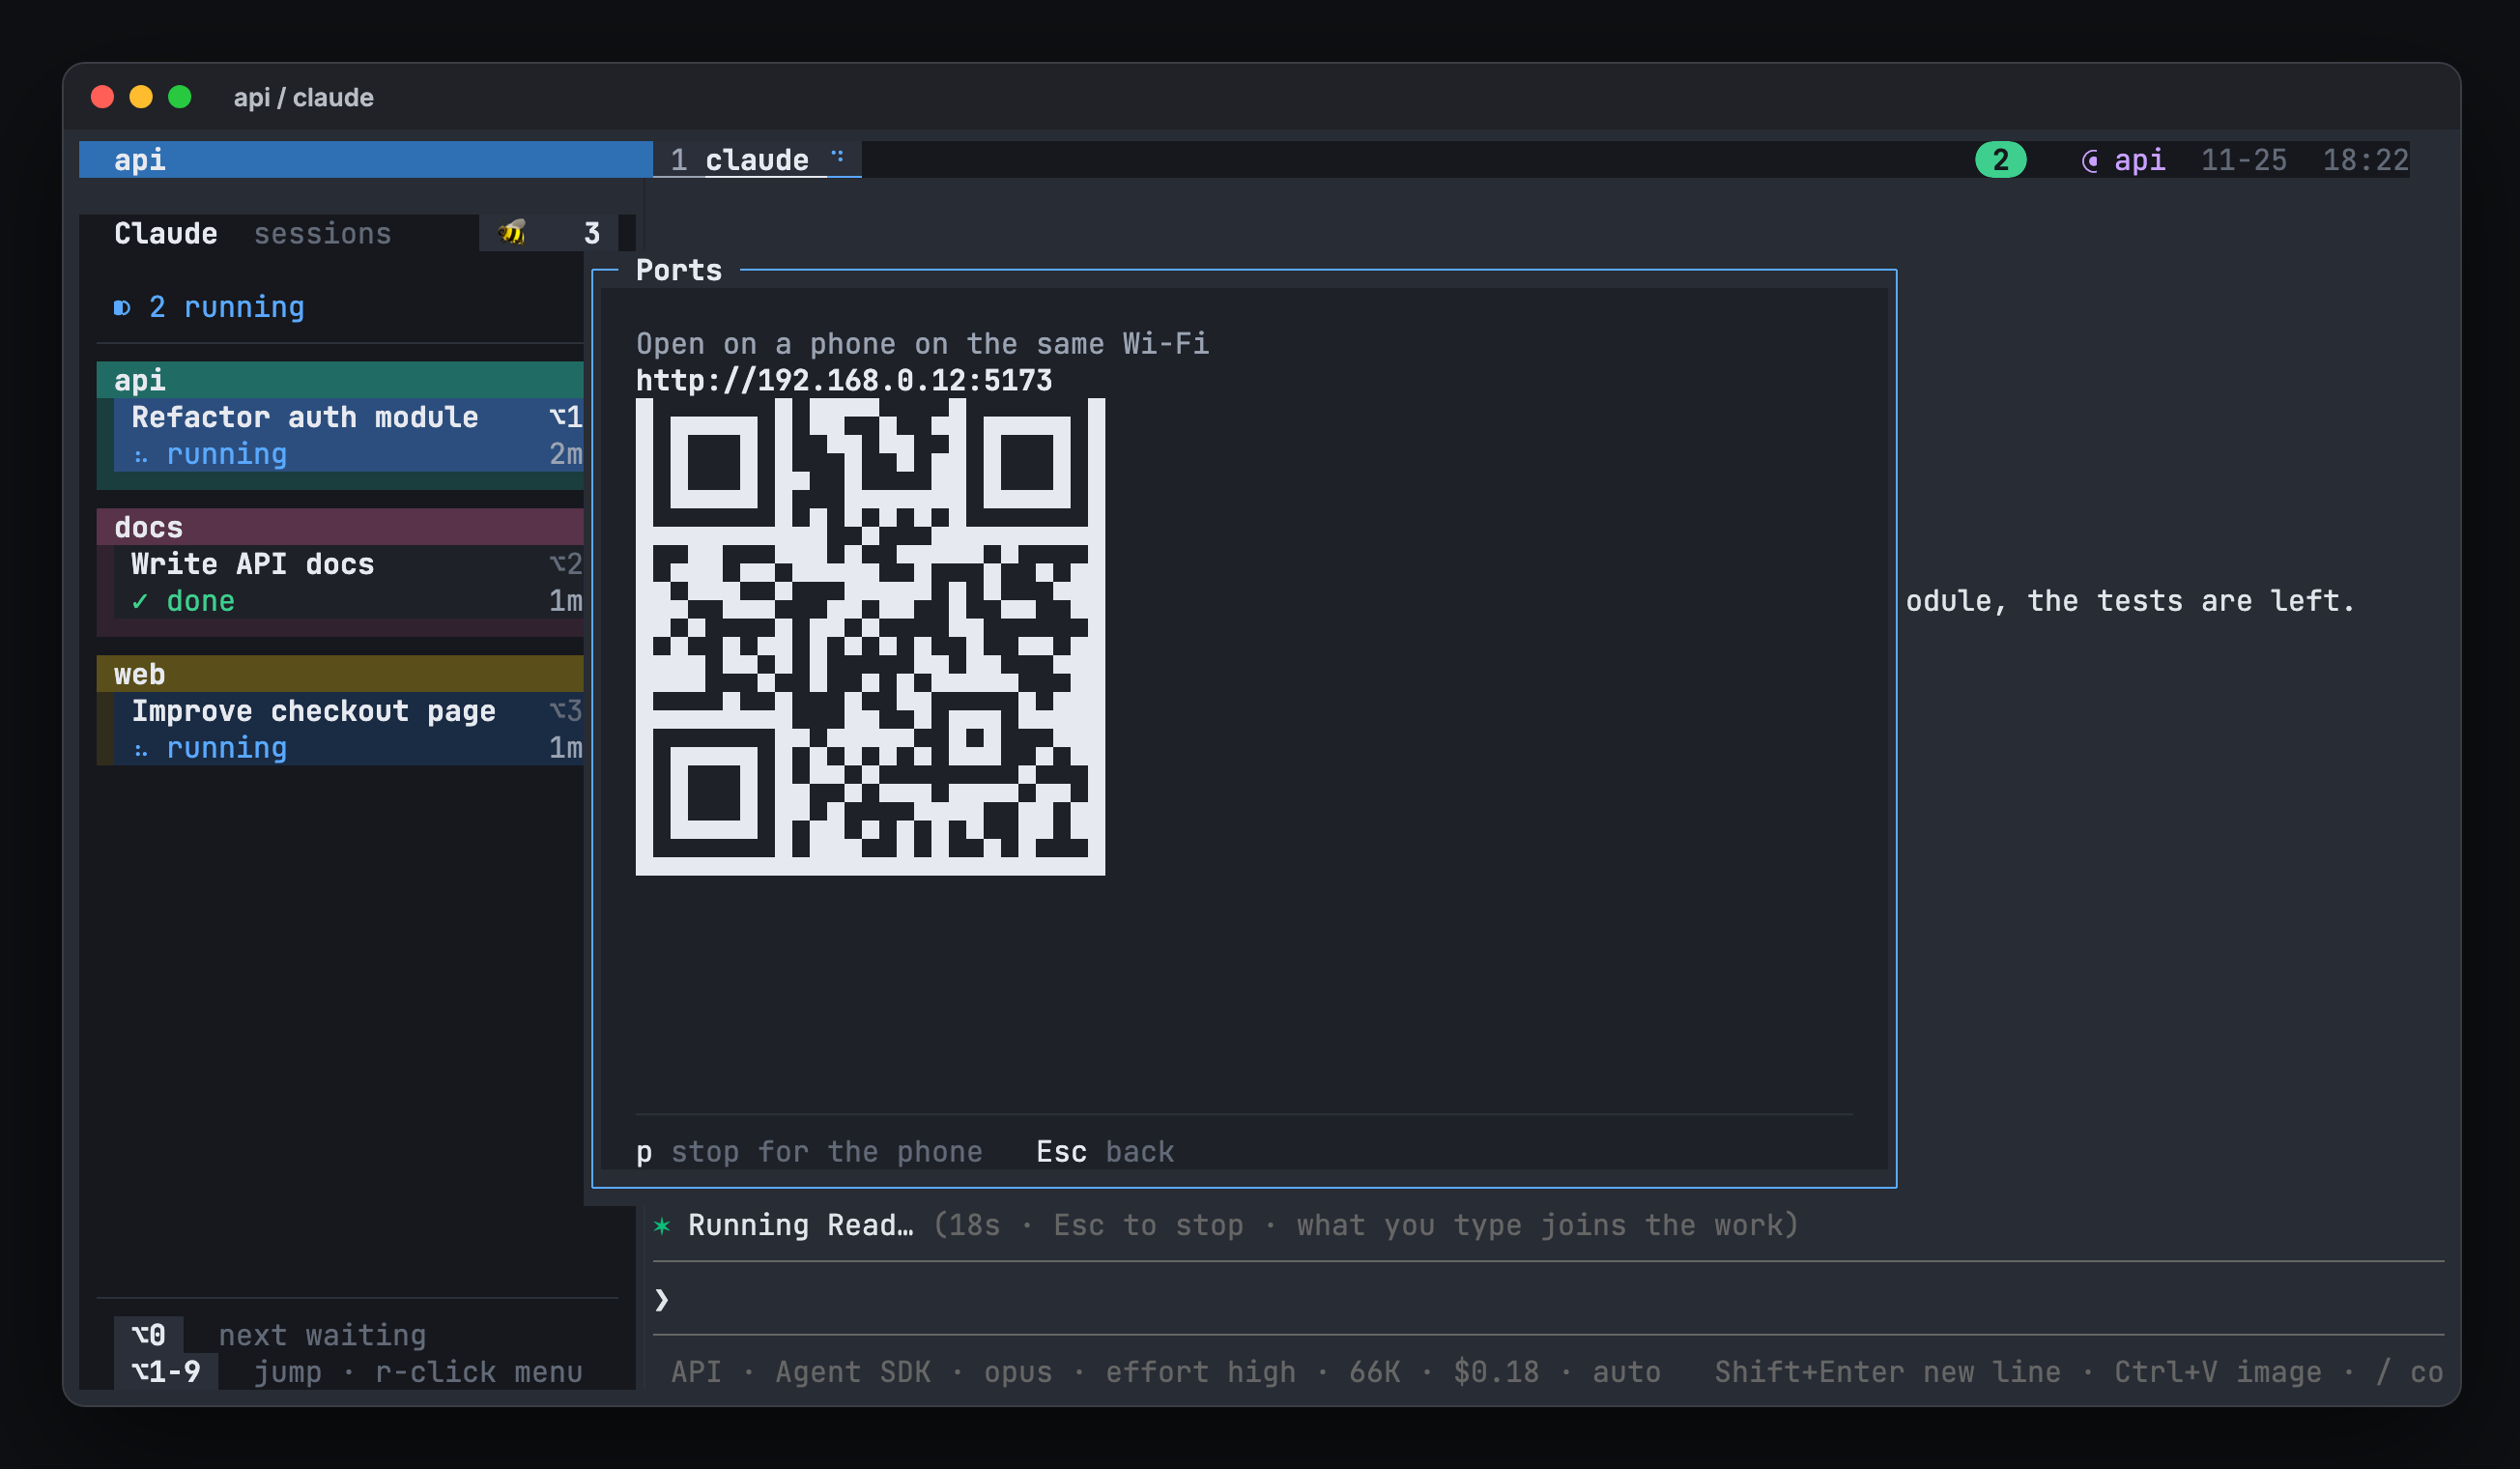 api / claude
api
1 claude
2
api 11-25 18:22
Claude sessions 3
2 running
api
Refactor auth module ⌥1
running 2m
docs
Write API docs ⌥2
✓ done 1m
web
Improve checkout page ⌥3
running 1m
⌥0 next waiting
⌥1-9 jump · r-click menu
Ports
Open on a phone on the same Wi-Fi
http://192.168.0.12:5173
p stop for the phone Esc back
odule, the tests are left.
✶ Running Read… (18s · Esc to stop · what you type joins the work)
❯
API · Agent SDK · opus · effort high · 66K · $0.18 · auto Shift+Enter new line · Ctrl+V image · / co